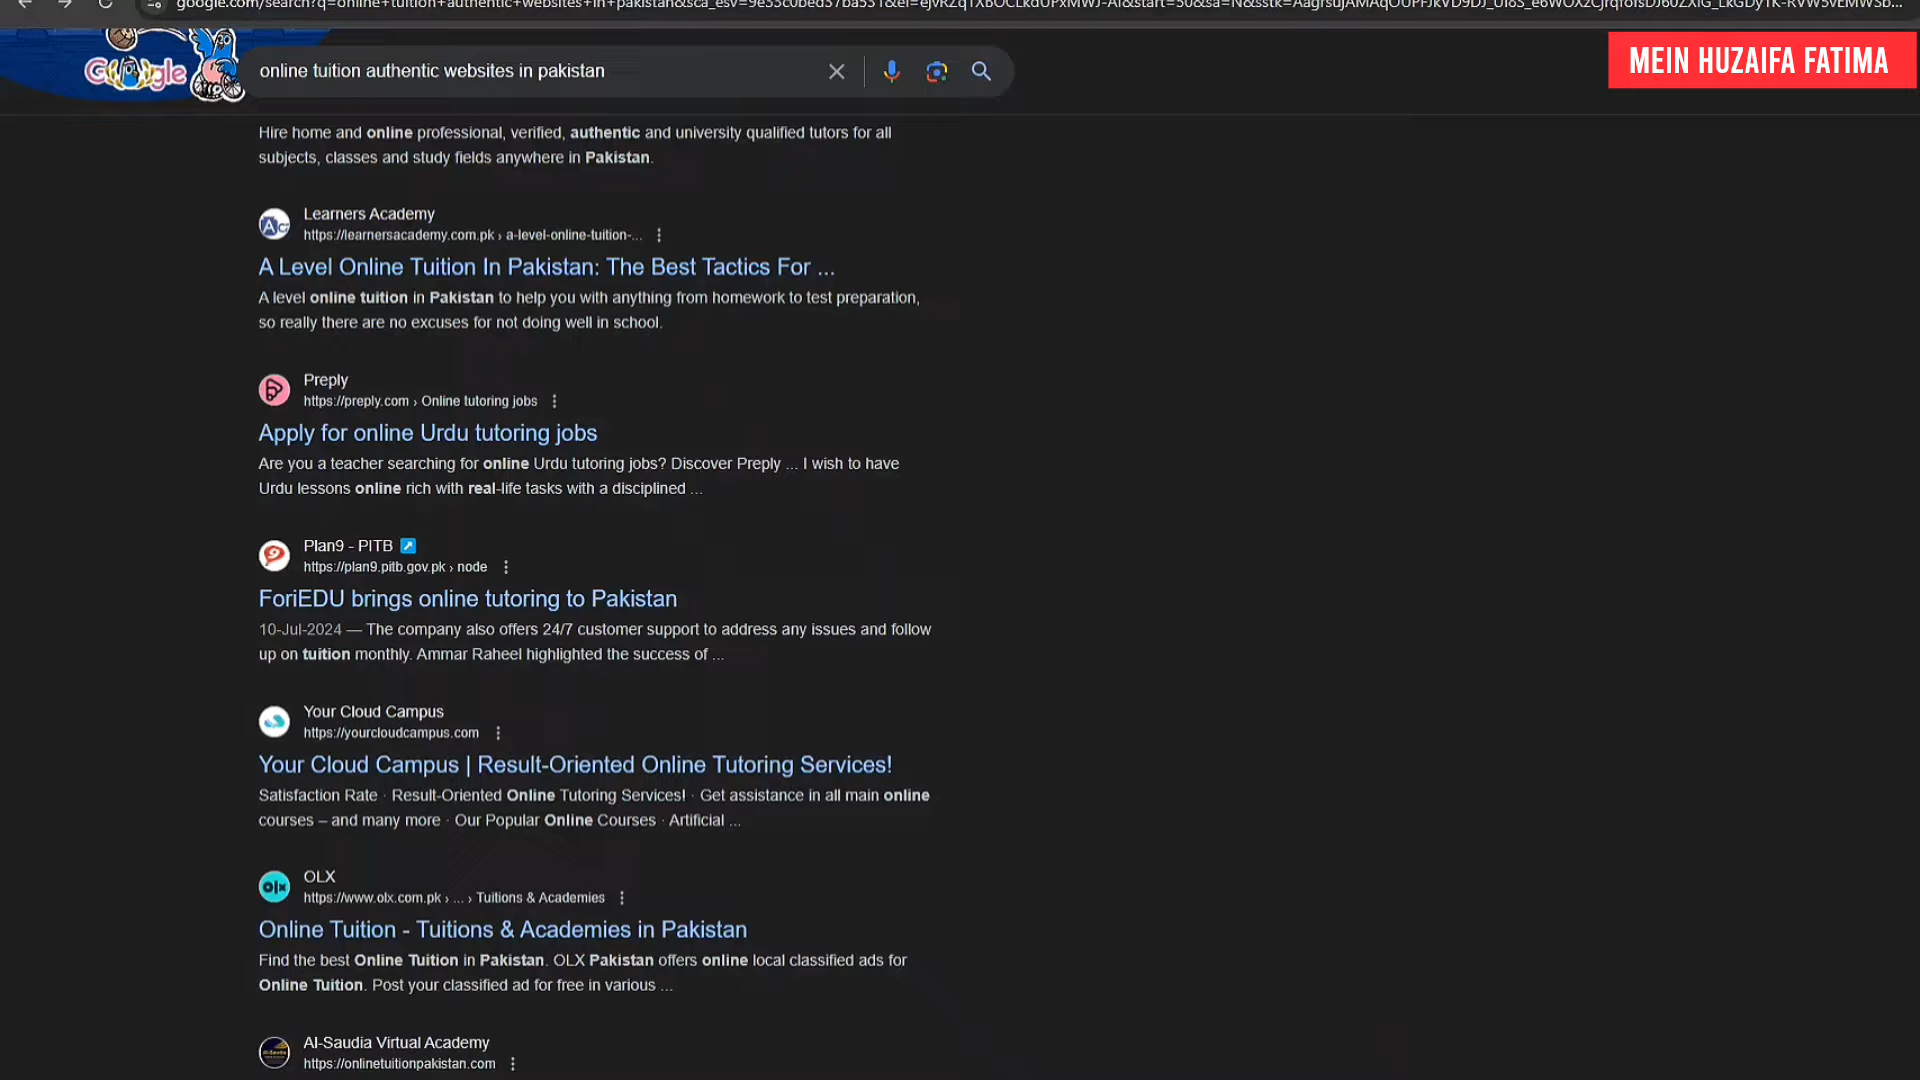 google.com/search?q=online+tuition+authentic+websites+in+pakistan&sca_esv=
MEIN HUZAIFA FATIMA
Google
online tuition authentic websites in pakistan
Hire home and online professional, verified, authentic and university qualified tutors for all
subjects, classes and study fields anywhere in Pakistan.
Learners Academy
https://learnersacademy.com.pk › a-level-online-tuition-...
A Level Online Tuition In Pakistan: The Best Tactics For ...
A level online tuition in Pakistan to help you with anything from homework to test preparation,
so really there are no excuses for not doing well in school.
Preply
https://preply.com › Online tutoring jobs
Apply for online Urdu tutoring jobs
Are you a teacher searching for online Urdu tutoring jobs? Discover Preply ... I wish to have
Urdu lessons online rich with real-life tasks with a disciplined ...
Plan9 - PITB
https://plan9.pitb.gov.pk › node
ForiEDU brings online tutoring to Pakistan
10-Jul-2024 — The company also offers 24/7 customer support to address any issues and follow
up on tuition monthly. Ammar Raheel highlighted the success of ...
Your Cloud Campus
https://yourcloudcampus.com
Your Cloud Campus | Result-Oriented Online Tutoring Services!
Satisfaction Rate · Result-Oriented Online Tutoring Services! · Get assistance in all main online
courses – and many more · Our Popular Online Courses · Artificial ...
olx
OLX
https://www.olx.com.pk › ... › Tuitions & Academies
Online Tuition - Tuitions & Academies in Pakistan
Find the best Online Tuition in Pakistan. OLX Pakistan offers online local classified ads for
Online Tuition. Post your classified ad for free in various ...
Al-Saudia Virtual Academy
https://onlinetuitionpakistan.com